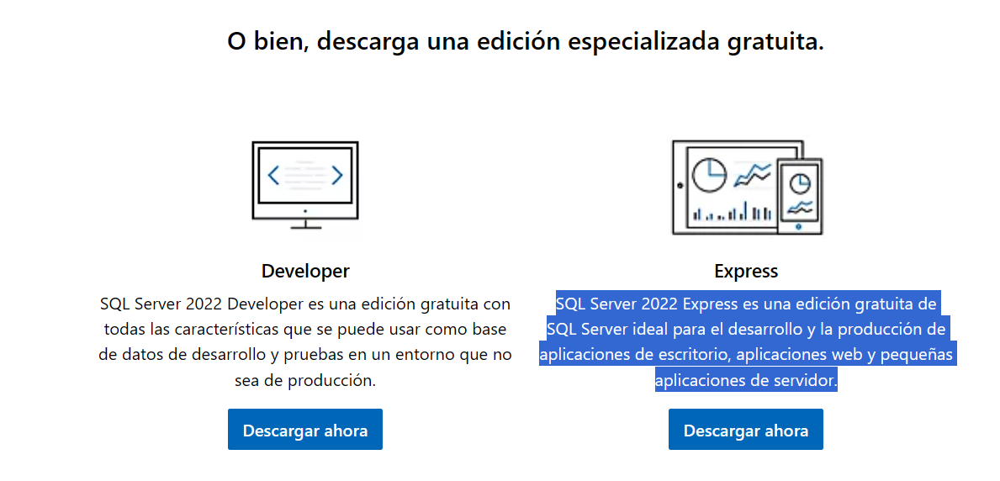 O bien, descarga una edición especializada gratuita.
Developer
SQL Server 2022 Developer es una edición gratuita con
todas las características que se puede usar como base
de datos de desarrollo y pruebas en un entorno que no
sea de producción.
Descargar ahora
Express
SQL Server 2022 Express es una edición gratuita de
SQL Server ideal para el desarrollo y la producción de
aplicaciones de escritorio, aplicaciones web y pequeñas
aplicaciones de servidor.
Descargar ahora